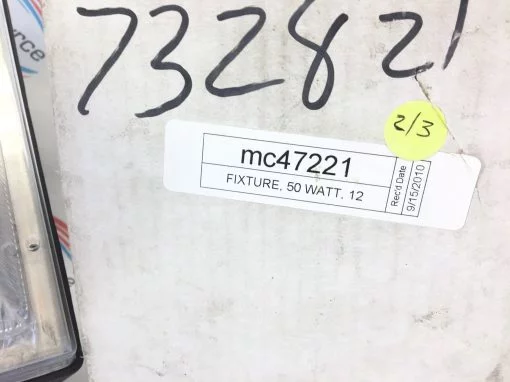 732821
2/3
mc47221
FIXTURE, 50 WATT, 12
Rec'd Date
9/15/2010
rce